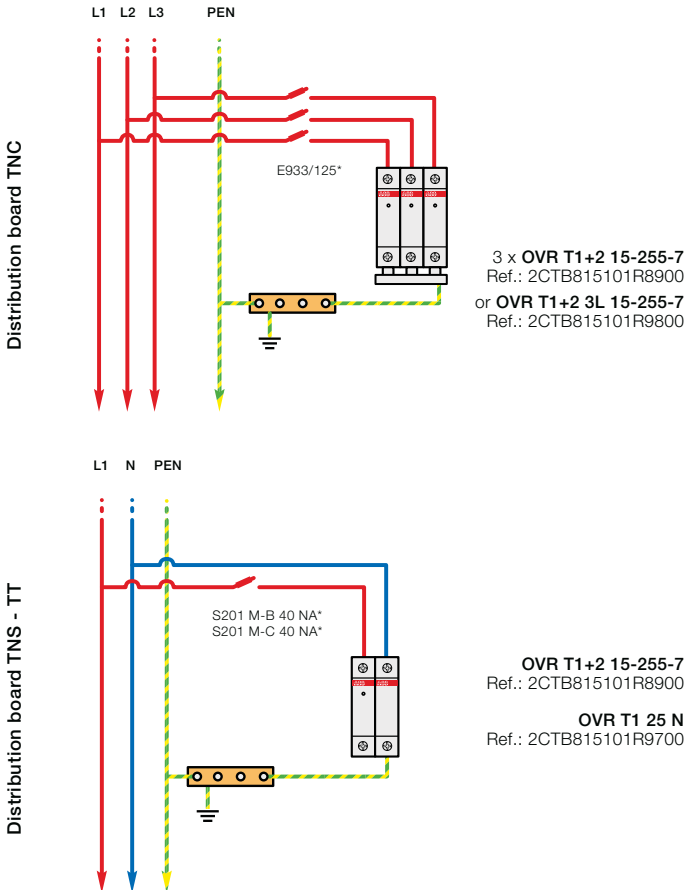 L1 L2 L3 PEN
Distribution board TNC
E933/125*
3 x OVR T1+2 15-255-7
Ref.: 2CTB815101R8900
or OVR T1+2 3L 15-255-7
Ref.: 2CTB815101R9800
L1 N PEN
Distribution board TNS - TT
S201 M-B 40 NA*
S201 M-C 40 NA*
OVR T1+2 15-255-7
Ref.: 2CTB815101R8900
OVR T1 25 N
Ref.: 2CTB815101R9700